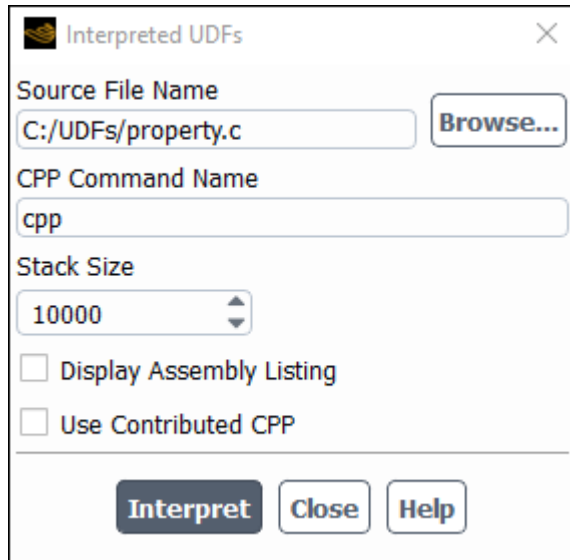 Interpreted UDFs
Source File Name
C:/UDFs/property.c
Browse...
CPP Command Name
cpp
Stack Size
10000
Display Assembly Listing
Use Contributed CPP
Interpret Close Help